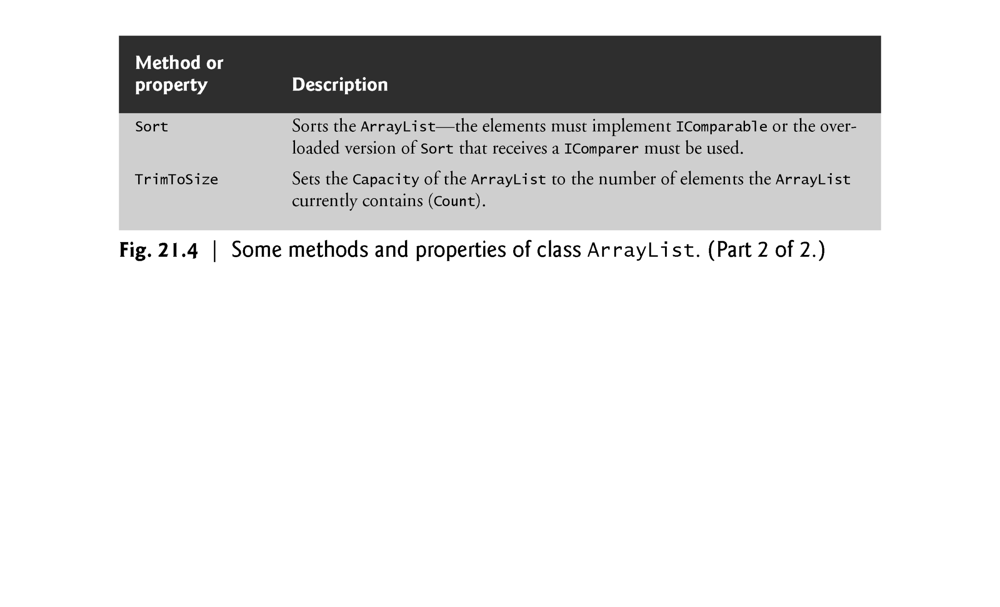 Method or
property
Description
Sort
Sorts the ArrayList—the elements must implement IComparable or the over-
loaded version of Sort that receives a IComparer must be used.
TrimToSize
Sets the Capacity of the ArrayList to the number of elements the ArrayList
currently contains (Count).
Fig. 21.4 | Some methods and properties of class ArrayList. (Part 2 of 2.)